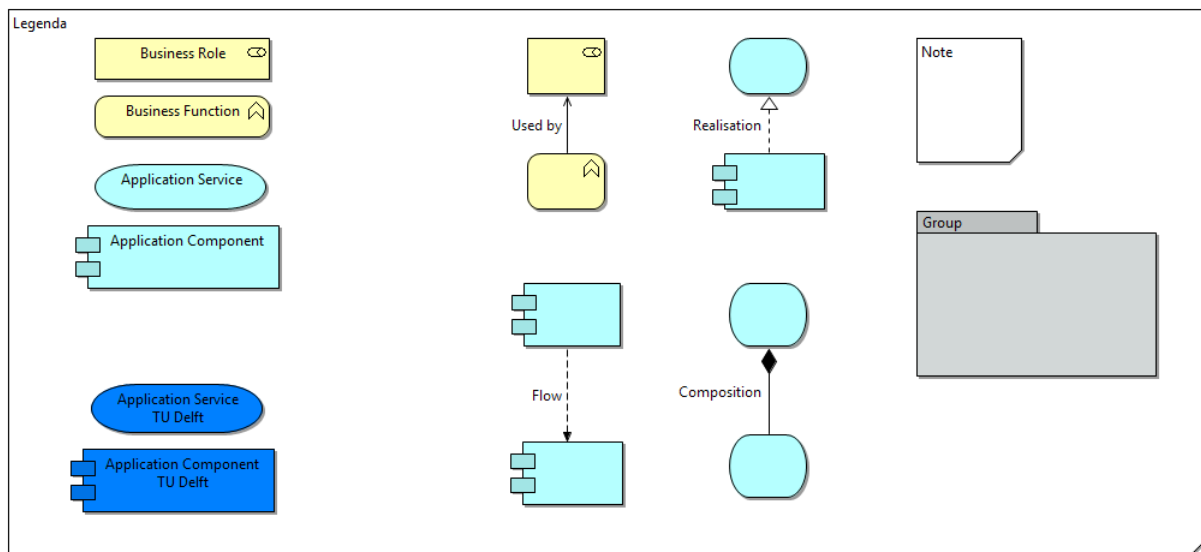 Legenda
Business Role
Business Function
Application Service
Application Component
Application Service
TU Delft
Application Component
TU Delft
Used by
Flow
Realisation
Composition
Note
Group